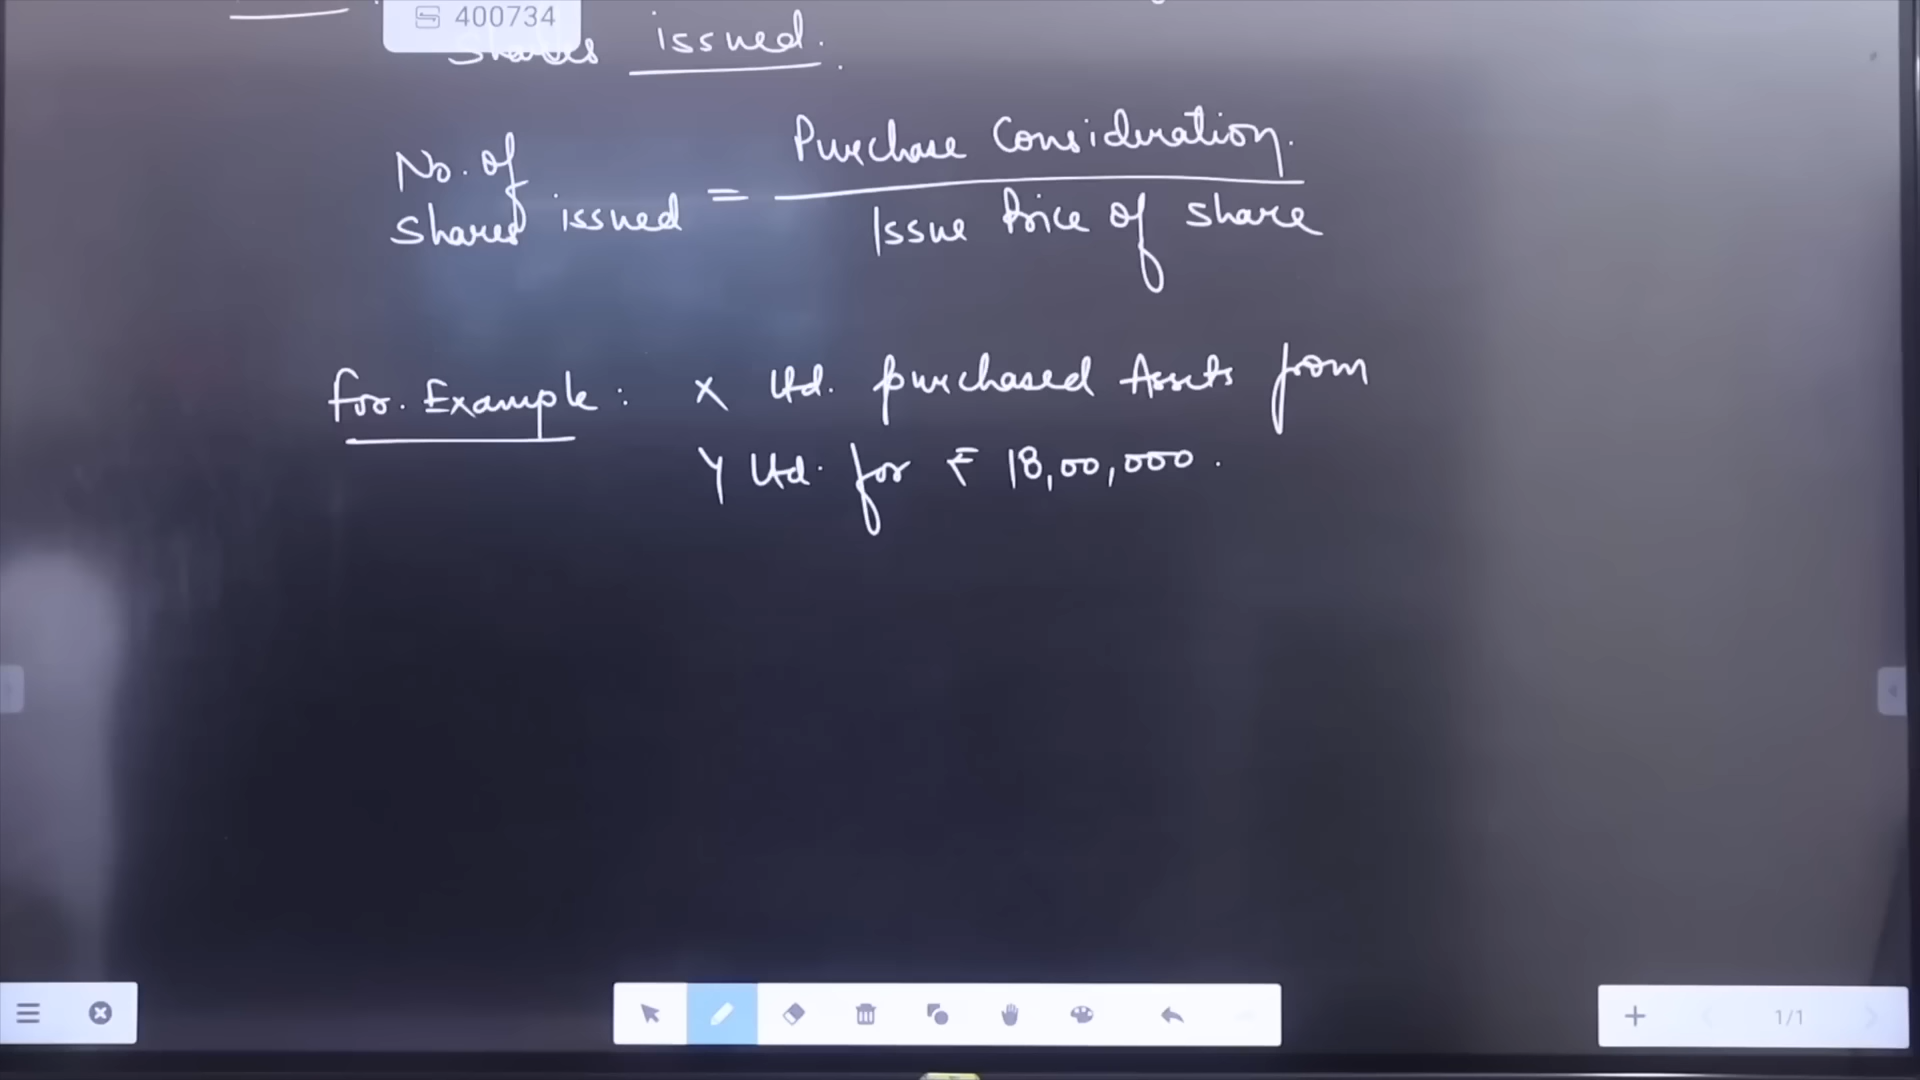 400734
Shares issued.
No. of
Shares issued = Purchase Consideration.
Issue Price of share
For. Example: X Ltd. purchased Assets from
Y Ltd. for ₹ 18,00,000.
1/1